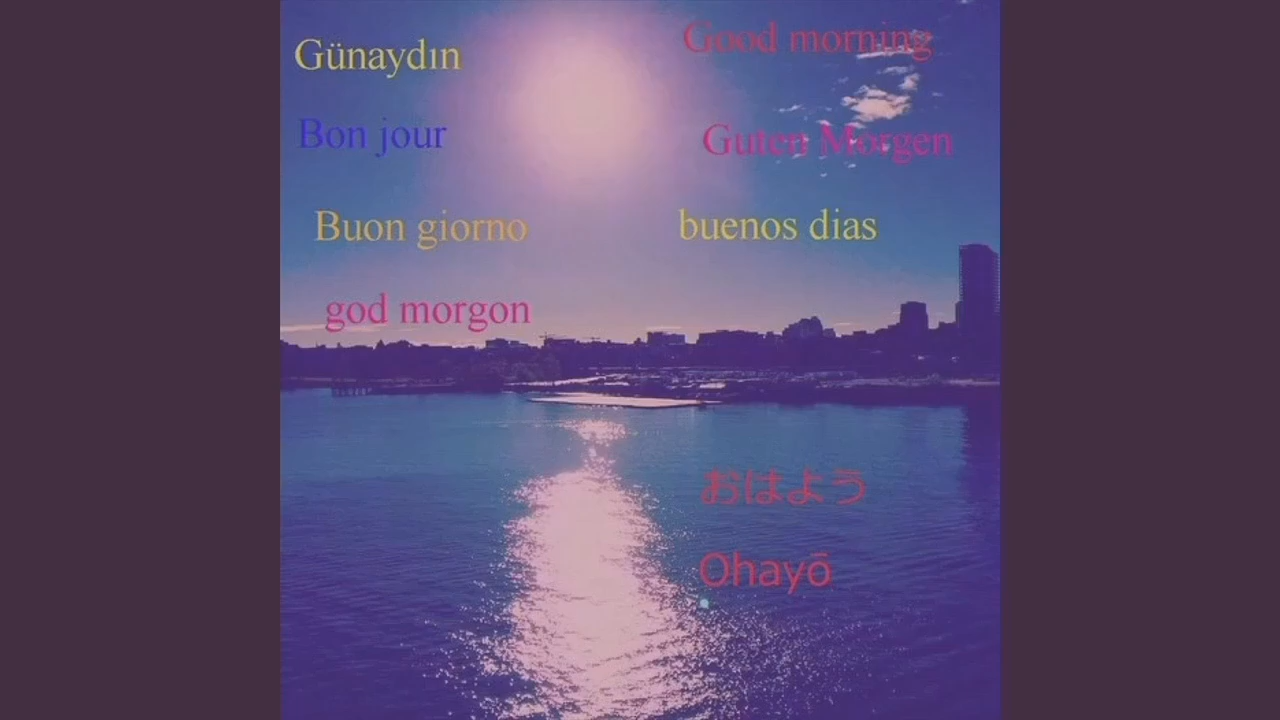 Günaydın
Good morning
Bon jour
Guten Morgen
Buon giorno
buenos dias
god morgon
おはよう
Ohayō